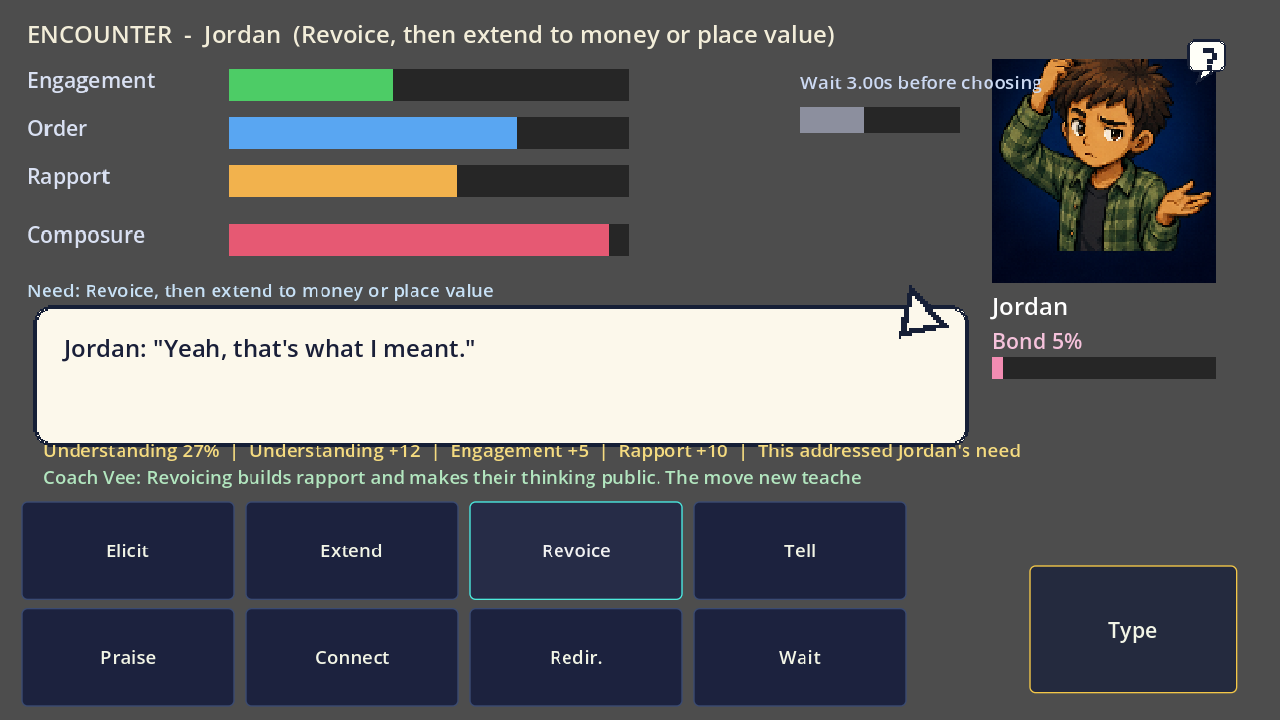 ENCOUNTER - Jordan (Revoice, then extend to money or place value)
Engagement
Order
Rapport
Composure
Wait 3.00s before choosing
?
Need: Revoice, then extend to money or place value
Jordan: "Yeah, that's what I meant."
Jordan
Bond 5%
Understanding 27% | Understanding +12 | Engagement +5 | Rapport +10 | This addressed Jordan's need
Coach Vee: Revoicing builds rapport and makes their thinking public. The move new teache
Elicit
Extend
Revoice
Tell
Praise
Connect
Redir.
Wait
Type